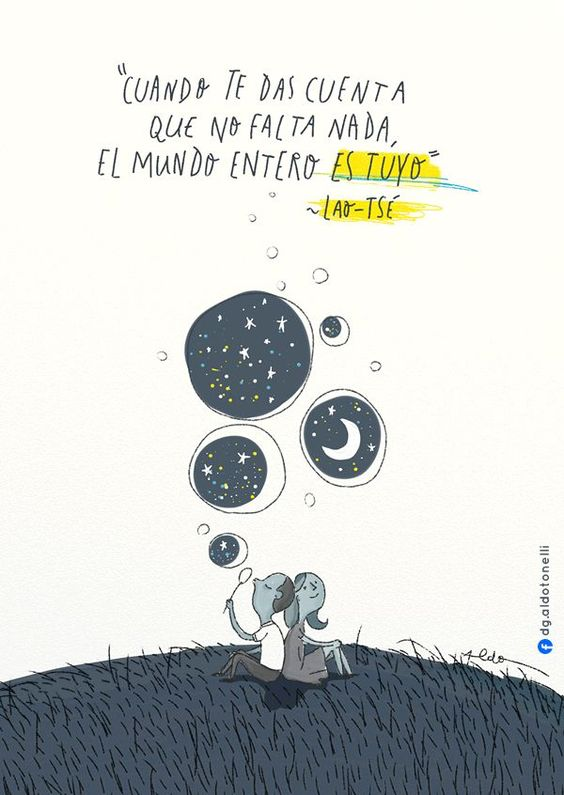 "CUANDO TE DAS CUENTA
QUE NO FALTA NADA,
EL MUNDO ENTERO ES TUYO"
~LAO-TSÉ
dg.aldotonelli
aldo